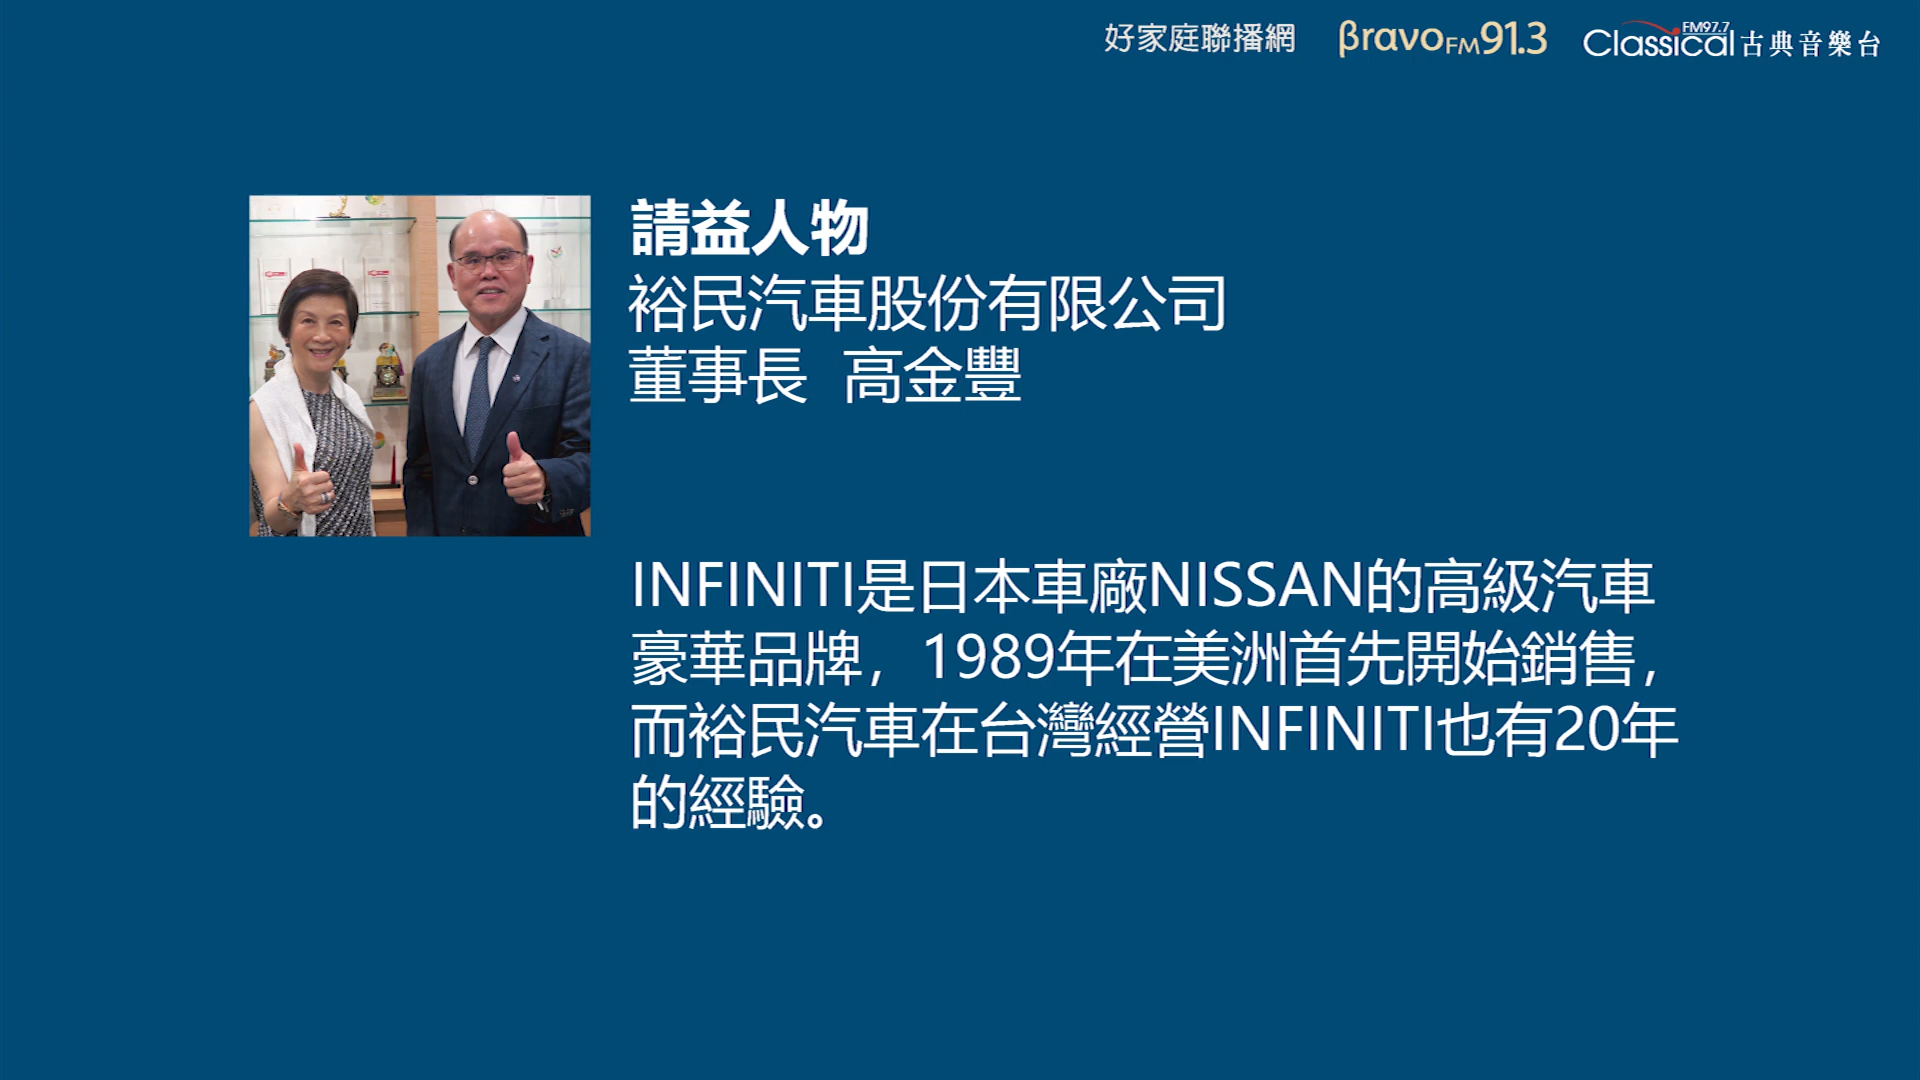 好家庭聯播網 BravoFM91.3 Classical FM97.7 古典音樂台
請益人物
裕民汽車股份有限公司
董事長 高金豐
INFINITI是日本車廠NISSAN的高級汽車
豪華品牌，1989年在美洲首先開始銷售，
而裕民汽車在台灣經營INFINITI也有20年
的經驗。